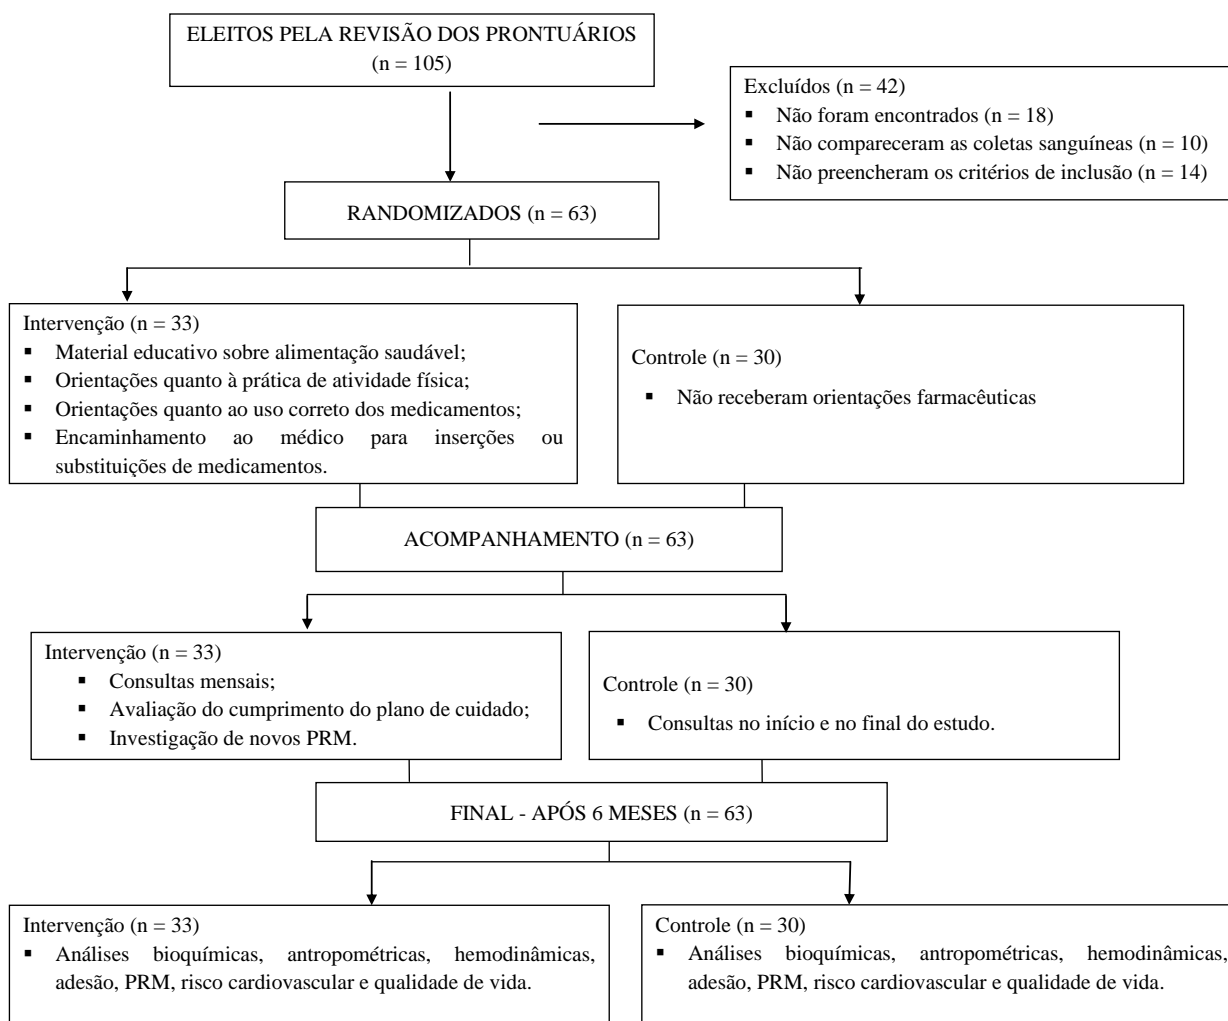 ELEITOS PELA REVISÃO DOS PRONTUÁRIOS
(n = 105)
Excluídos (n = 42)
▪ Não foram encontrados (n = 18)
▪ Não compareceram as coletas sanguíneas (n = 10)
▪ Não preencheram os critérios de inclusão (n = 14)
RANDOMIZADOS (n = 63)
Intervenção (n = 33)
▪ Material educativo sobre alimentação saudável;
▪ Orientações quanto à prática de atividade física;
▪ Orientações quanto ao uso correto dos medicamentos;
▪ Encaminhamento ao médico para inserções ou
substituições de medicamentos.
Controle (n = 30)
▪ Não receberam orientações farmacêuticas
ACOMPANHAMENTO (n = 63)
Intervenção (n = 33)
▪ Consultas mensais;
▪ Avaliação do cumprimento do plano de cuidado;
▪ Investigação de novos PRM.
Controle (n = 30)
▪ Consultas no início e no final do estudo.
FINAL - APÓS 6 MESES (n = 63)
Intervenção (n = 33)
▪ Análises bioquímicas, antropométricas, hemodinâmicas,
adesão, PRM, risco cardiovascular e qualidade de vida.
Controle (n = 30)
▪ Análises bioquímicas, antropométricas, hemodinâmicas,
adesão, PRM, risco cardiovascular e qualidade de vida.